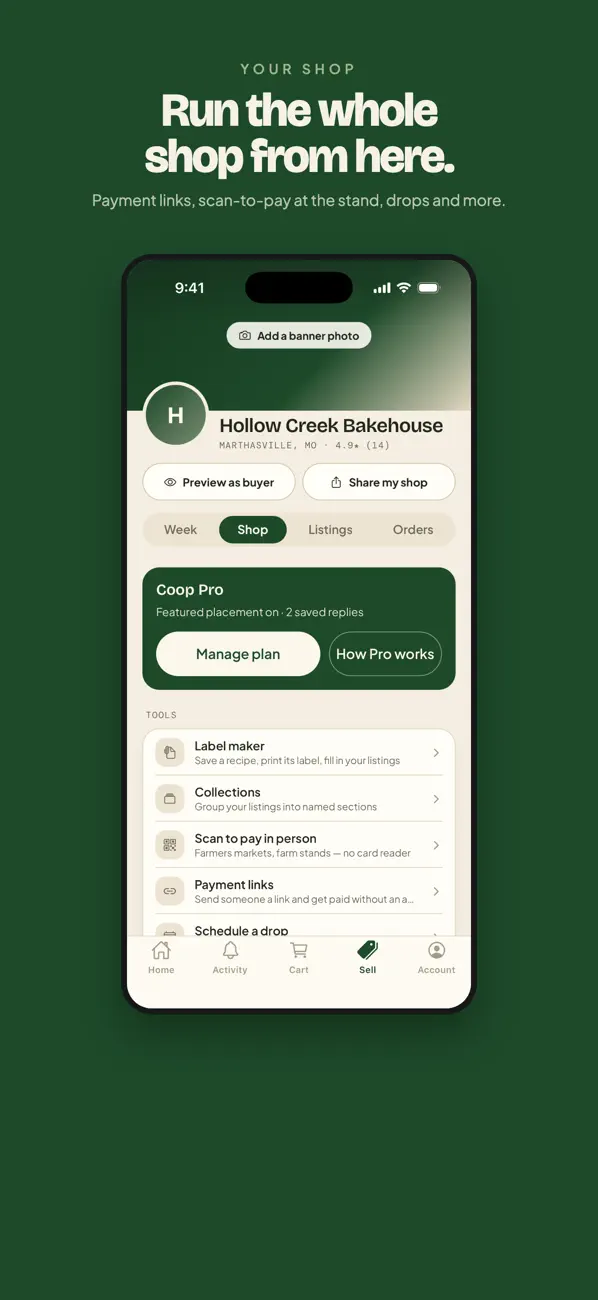 YOUR SHOP
Run the whole
shop from here.
Payment links, scan-to-pay at the stand, drops and more.
9:41
Add a banner photo
H
Hollow Creek Bakehouse
MARTHASVILLE, MO · 4.9★ (14)
Preview as buyer
Share my shop
Week
Shop
Listings
Orders
Coop Pro
Featured placement on · 2 saved replies
Manage plan
How Pro works
TOOLS
Label maker
Save a recipe, print its label, fill in your listings
Collections
Group your listings into named sections
Scan to pay in person
Farmers markets, farm stands — no card reader
Payment links
Send someone a link and get paid without an a…
Schedule a drop
Home
Activity
Cart
Sell
Account